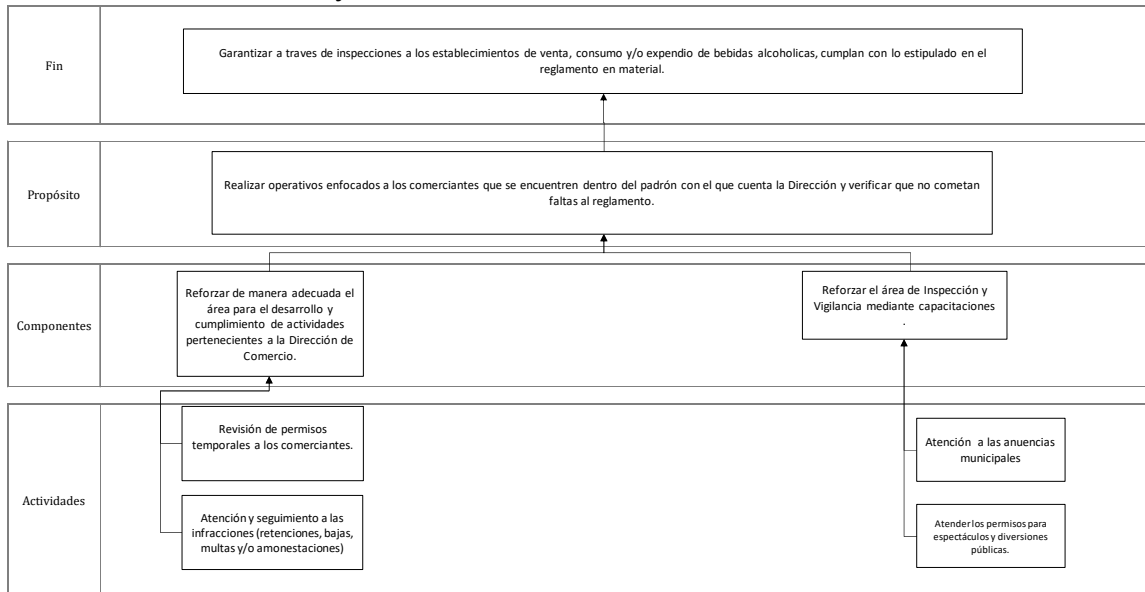 Fin
Garantizar a traves de inspecciones a los establecimientos de venta, consumo y/o expendio de bebidas alcoholicas, cumplan con lo estipulado en el
reglamento en material.
Propósito
Realizar operativos enfocados a los comerciantes que se encuentren dentro del padrón con el que cuenta la Dirección y verificar que no cometan
faltas al reglamento.
Componentes
Reforzar de manera adecuada el
área para el desarrollo y
cumplimiento de actividades
pertenecientes a la Dirección de
Comercio.
Reforzar el área de Inspección y
Vigilancia mediante capacitaciones
.
Actividades
Revisión de permisos
temporales a los comerciantes.
Atención y seguimiento a las
infracciones (retenciones, bajas,
multas y/o amonestaciones)
Atención a las anuencias
municipales
Atender los permisos para
espectáculos y diversiones
públicas.